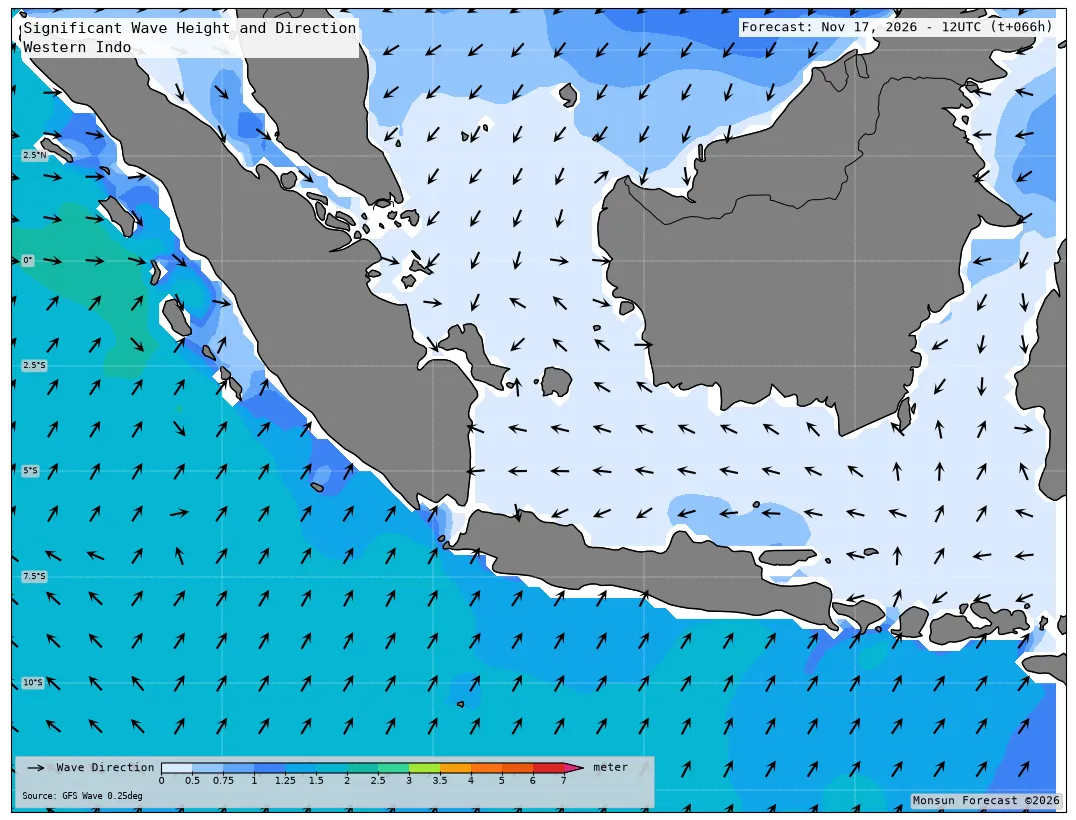 Significant Wave Height and Direction
Western Indo
Forecast: Nov 17, 2026 - 12UTC (t+066h)
2.5°N
0°
2.5°S
5°S
7.5°S
10°S
Wave Direction
0 0.5 0.75 1 1.25 1.5 2 2.5 3 3.5 4 5 6 7
meter
Source: GFS Wave 0.25deg
Monsun Forecast ©2026